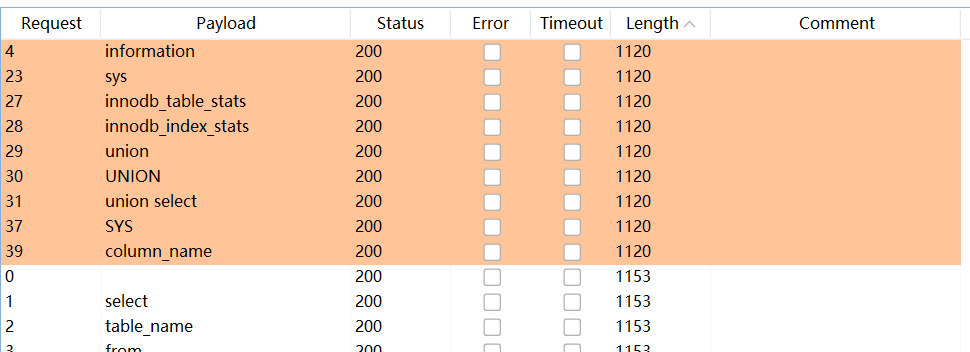 Request Payload Status Error Timeout Length Comment
4 information 200 1120
23 sys 200 1120
27 innodb_table_stats 200 1120
28 innodb_index_stats 200 1120
29 union 200 1120
30 UNION 200 1120
31 union select 200 1120
37 SYS 200 1120
39 column_name 200 1120
0 200 1153
1 select 200 1153
2 table_name 200 1153
3 from 200 1153